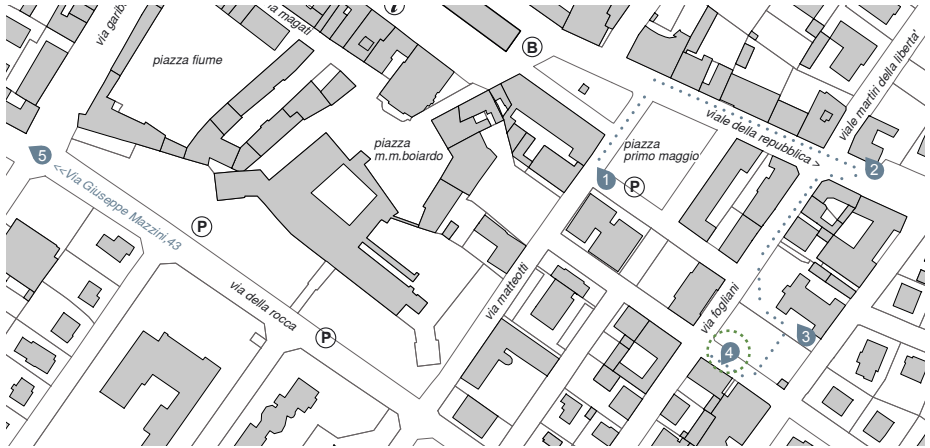 via garib
a magati
i
B
piazza fiume
viale martiri della liberta'
piazza
m.m.boiardo
piazza
primo maggio
viale della repubblica >
5
1
P
2
<<Via Giuseppe Mazzini,43
P
via della rocca
via matteotti
via fogliani
P
3
4